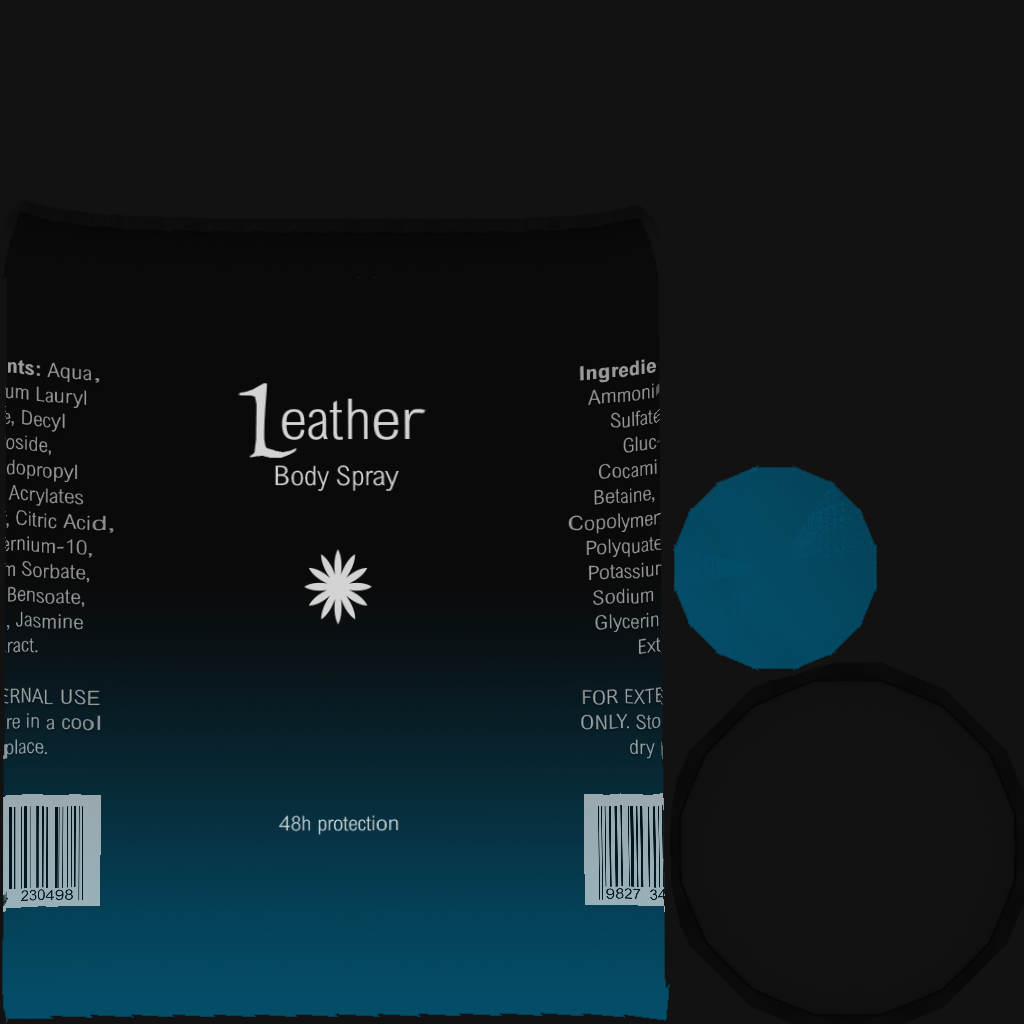 Leather
Body Spray
48h protection
nts: Aqua,
um Lauryl
e, Decyl
oside,
dopropyl
Acrylates
, Citric Acid,
ernium-10,
m Sorbate,
Bensoate,
, Jasmine
ract.
ERNAL USE
re in a cool
place.
230498
Ingredie
Ammoni
Sulfate
Gluc
Cocami
Betaine,
Copolymer
Polyquate
Potassium
Sodium
Glycerin
Ext
FOR EXTE
ONLY. Sto
dry
9827 34